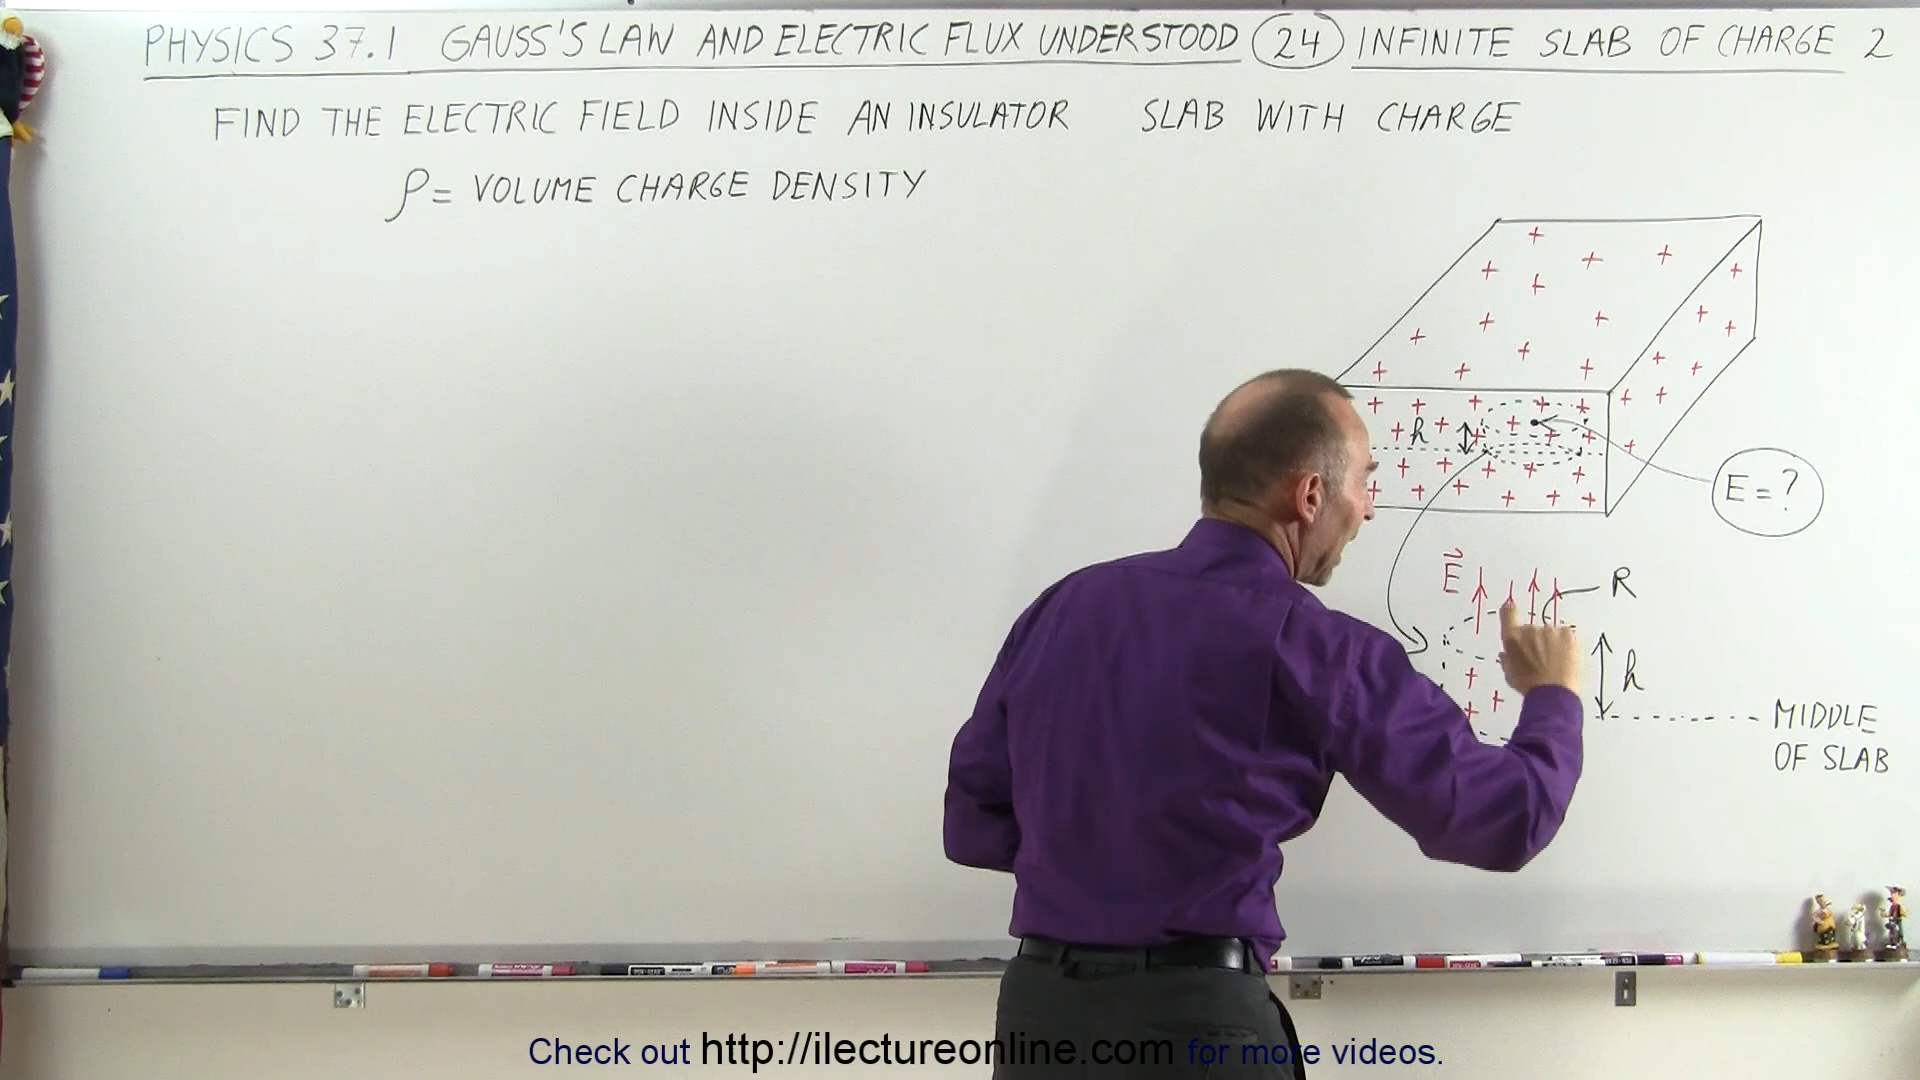 PHYSICS 37.1 GAUSS'S LAW AND ELECTRIC FLUX UNDERSTOOD 24 INFINITE SLAB OF CHARGE 2
FIND THE ELECTRIC FIELD INSIDE AN INSULATOR SLAB WITH CHARGE
ρ = VOLUME CHARGE DENSITY
h
E = ?
E⃗
R
h
MIDDLE
OF SLAB
Check out http://ilectureonline.com for more videos.